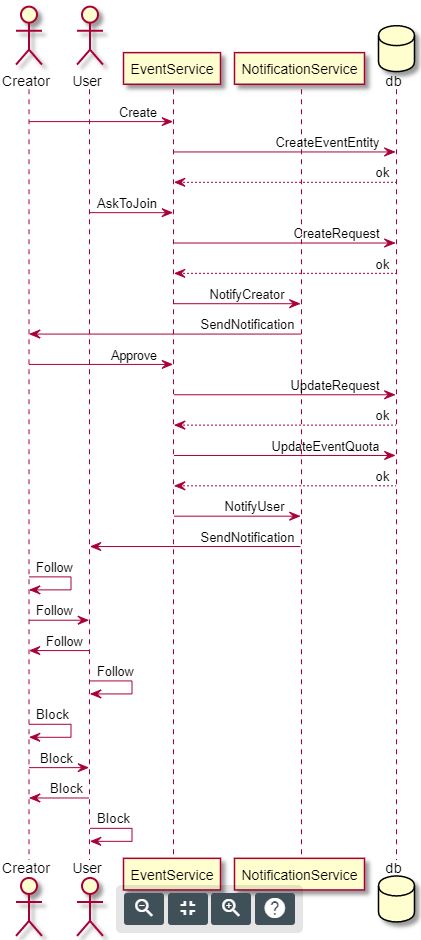 Creator User EventService NotificationService db
Create
CreateEventEntity
ok
AskToJoin
CreateRequest
ok
NotifyCreator
SendNotification
Approve
UpdateRequest
ok
UpdateEventQuota
ok
NotifyUser
SendNotification
Follow
Follow
Follow
Follow
Block
Block
Block
Block
Creator User EventService NotificationService db
?